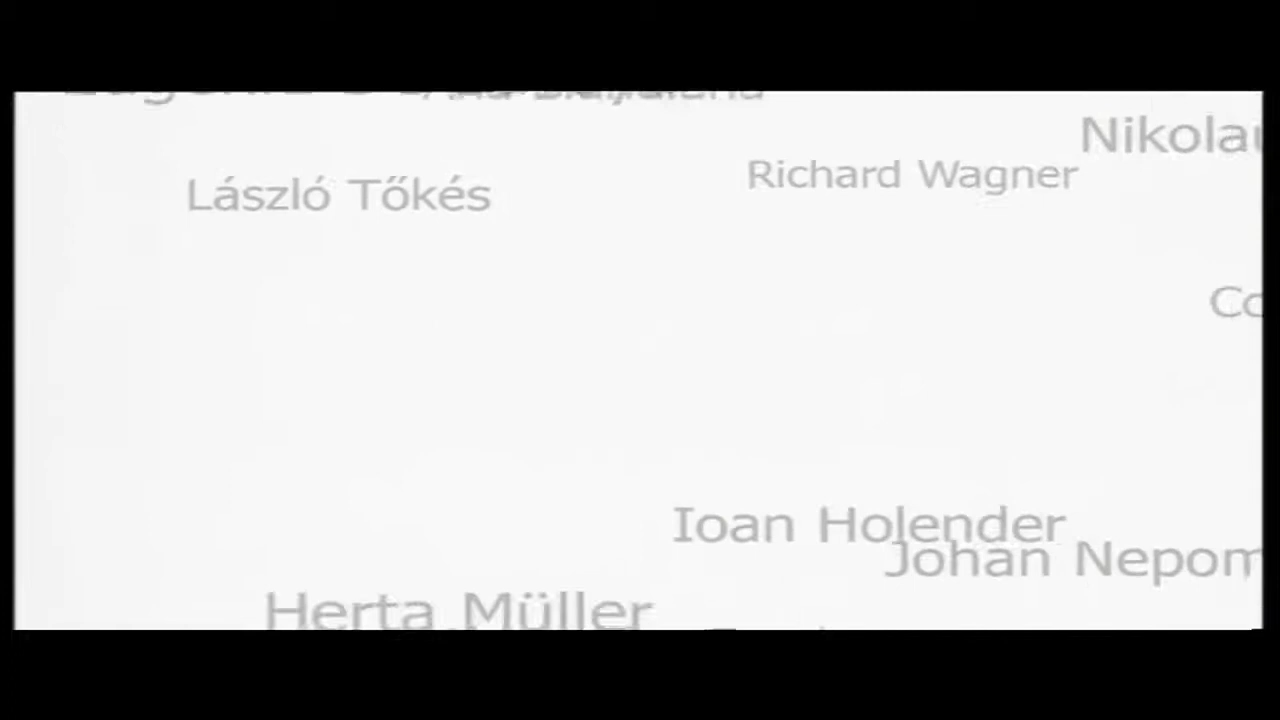 Nikolau
Richard Wagner
László Tőkés
Co
Ioan Holender
Johan Nepom
Herta Müller